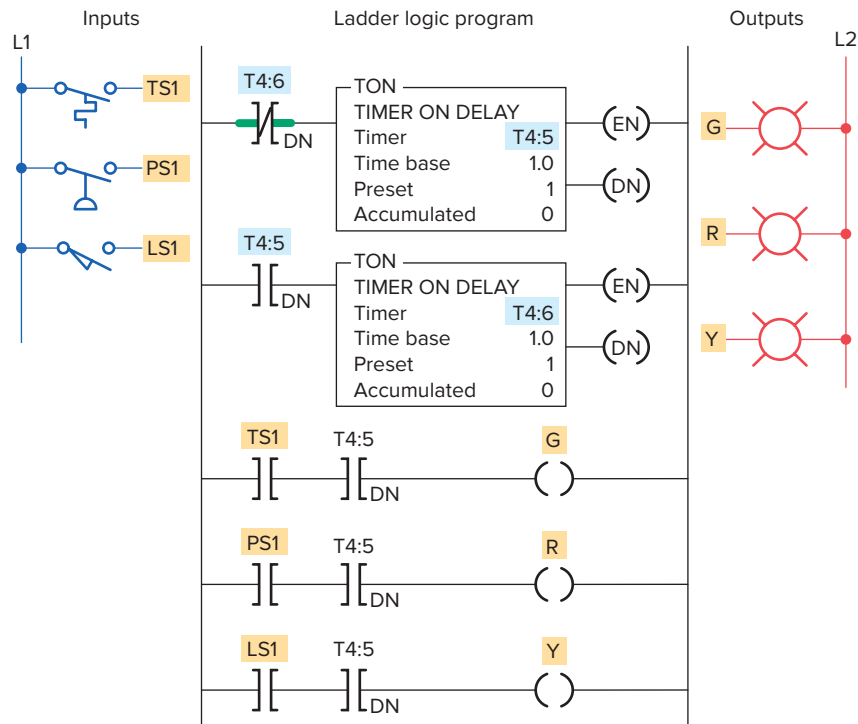 Inputs
Ladder logic program
Outputs
L1
L2
TS1
PS1
LS1
T4:6
DN
TON
TIMER ON DELAY
Timer T4:5
Time base 1.0
Preset 1
Accumulated 0
EN
DN
T4:5
DN
TON
TIMER ON DELAY
Timer T4:6
Time base 1.0
Preset 1
Accumulated 0
EN
DN
TS1 T4:5 G
DN
PS1 T4:5 R
DN
LS1 T4:5 Y
DN
G
R
Y